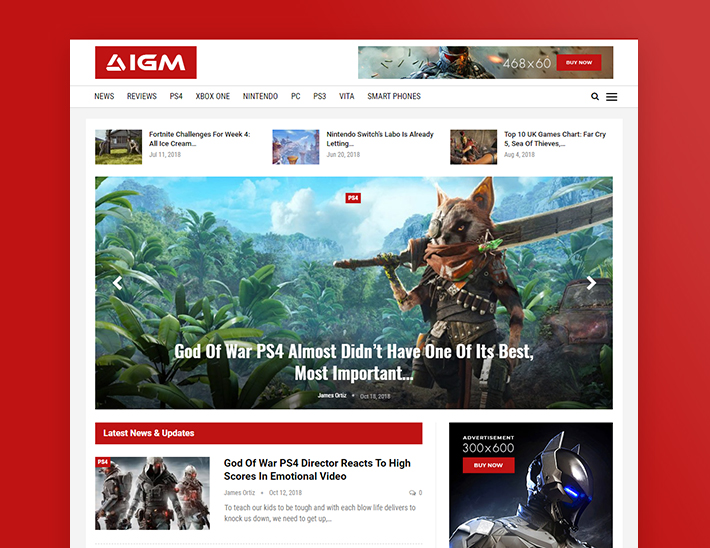 AIGM
468x60 BUY NOW
NEWS REVIEWS PS4 XBOX ONE NINTENDO PC PS3 VITA SMART PHONES
Fortnite Challenges For Week 4:
All Ice Cream...
Jul 11, 2018
Nintendo Switch's Labo Is Already
Letting...
Jun 20, 2018
Top 10 UK Games Chart: Far Cry
5, Sea Of Thieves,...
Aug 4, 2018
PS4
God Of War PS4 Almost Didn't Have One Of Its Best,
Most Important...
James Ortiz Oct 18, 2018
Latest News & Updates
PS4
God Of War PS4 Director Reacts To High
Scores In Emotional Video
James Ortiz Oct 12, 2018 0
To teach our kids to be tough and with each blow life delivers to
knock us down, we need to get up,...
ADVERTISEMENT
300x600
BUY NOW